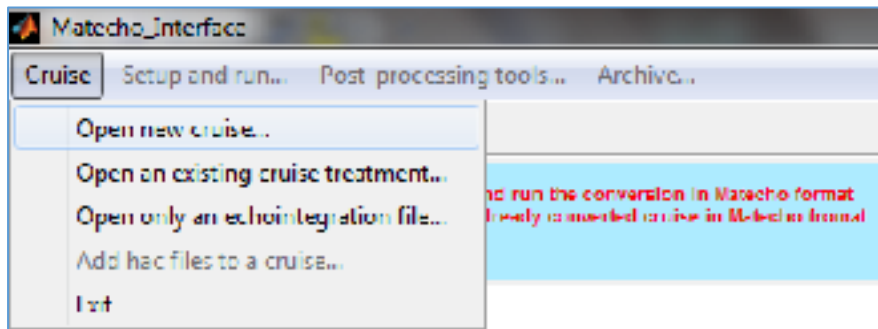 Matecho_Interface
Cruise Setup and run... Post processing tools... Archive...
Open new cruise...
Open an existing cruise treatment...
nd run the conversion in Matecho format
Open only an echointegration file...
lready converted cruise in Matecho fromat
Add hac files to a cruise...
Exit